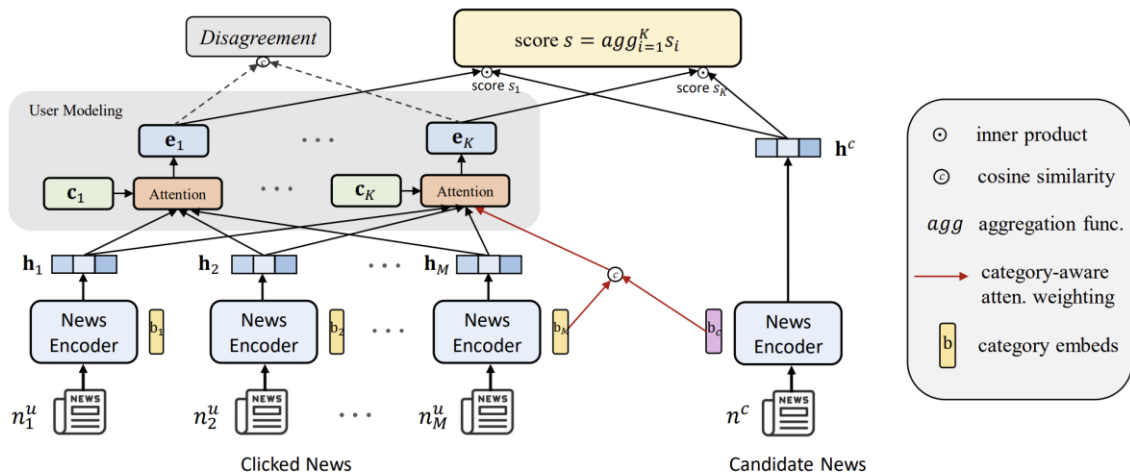 Disagreement
c
score s = agg_{i=1}^{K} s_i
score s_1
score s_K
User Modeling
e_1
...
e_K
c_1
Attention
...
c_K
Attention
h^c
h_1
h_2
...
h_M
c
News Encoder
b_1
News Encoder
b_2
...
News Encoder
b_M
b_c
News Encoder
NEWS
NEWS
NEWS
NEWS
n_1^u
n_2^u
...
n_M^u
n^c
Clicked News
Candidate News
inner product
c
cosine similarity
agg
aggregation func.
category-aware
atten. weighting
b
category embeds